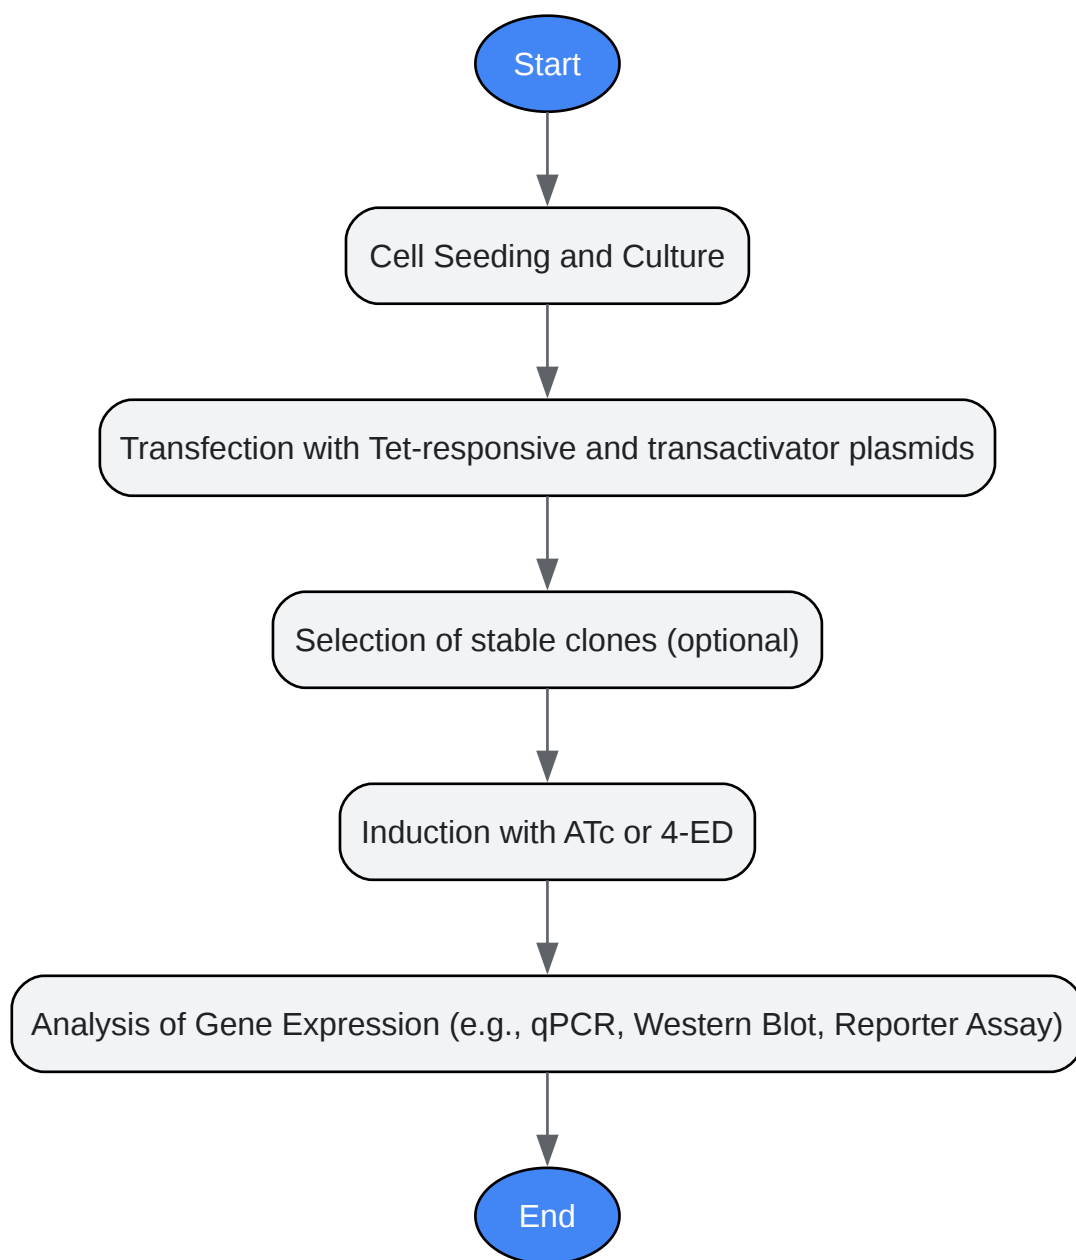 Start
Cell Seeding and Culture
Transfection with Tet-responsive and transactivator plasmids
Selection of stable clones (optional)
Induction with ATc or 4-ED
Analysis of Gene Expression (e.g., qPCR, Western Blot, Reporter Assay)
End